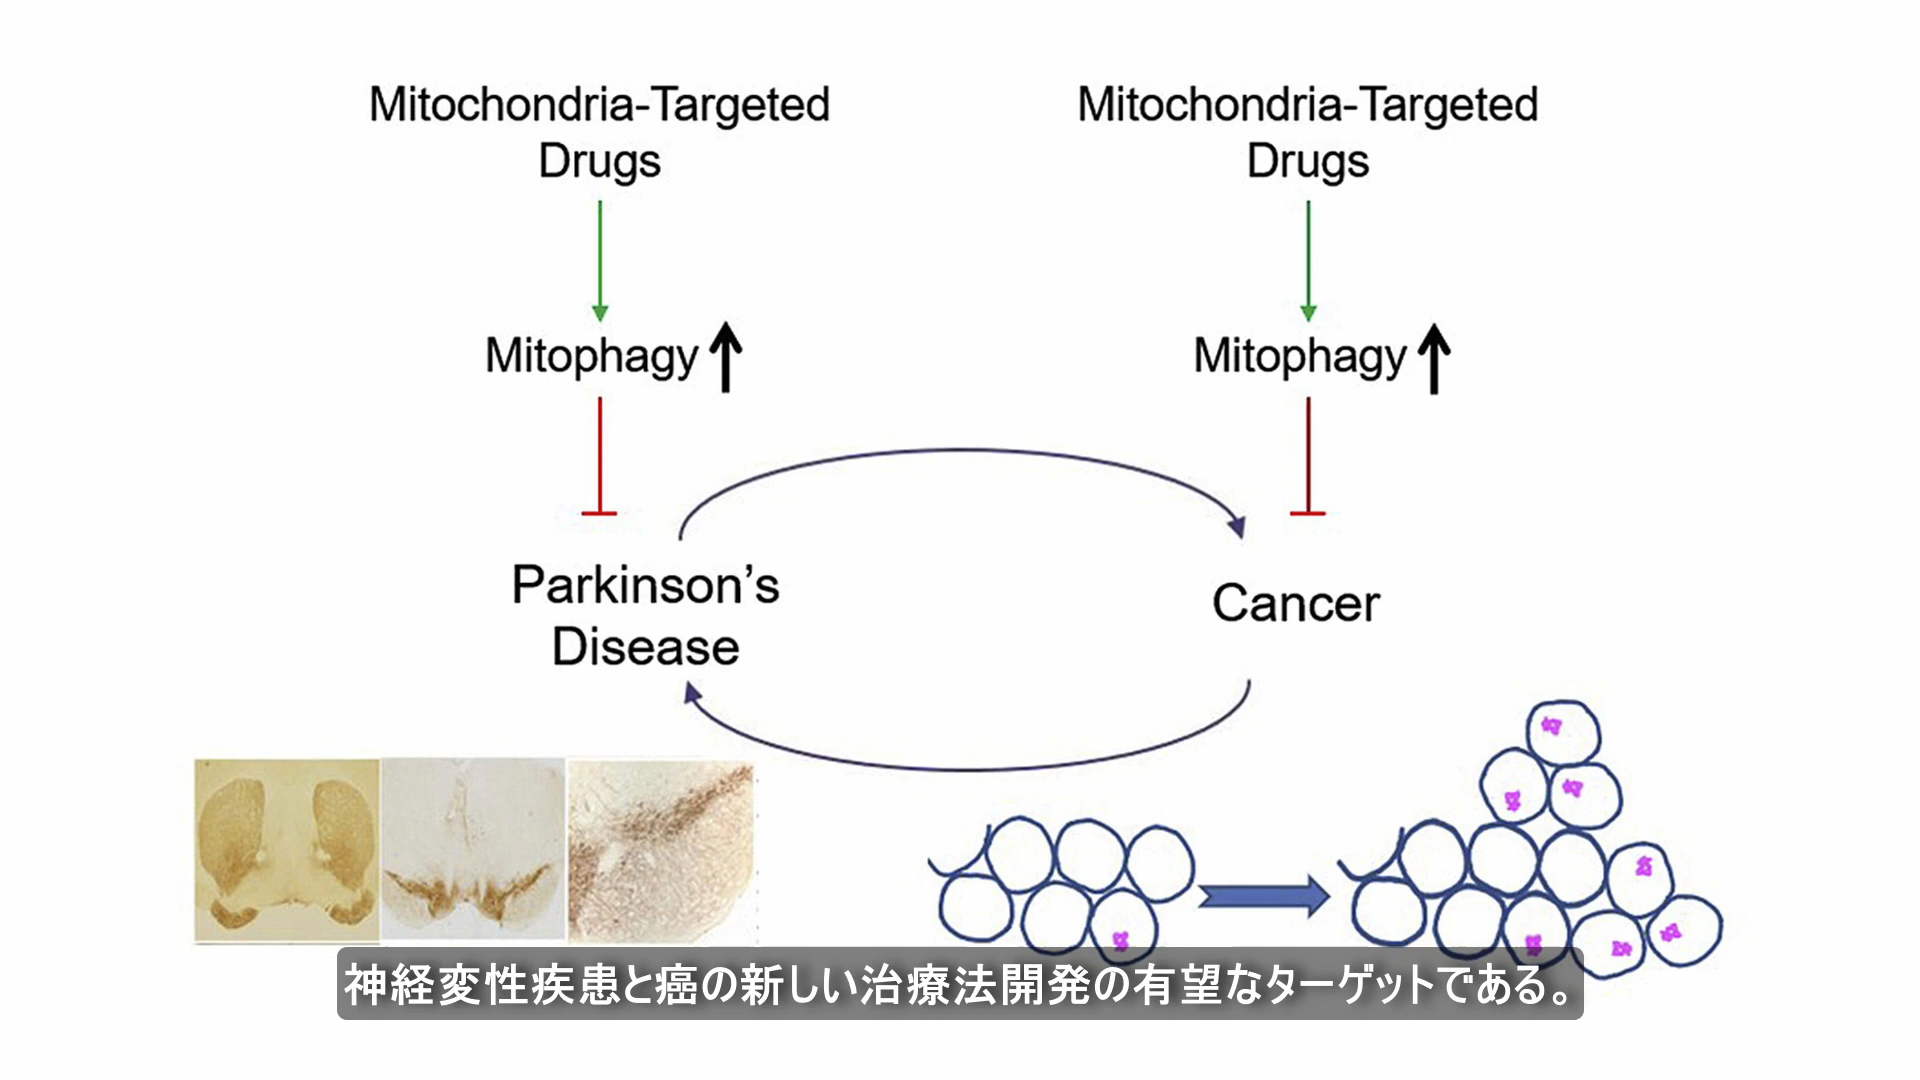 Mitochondria-Targeted
Drugs
Mitochondria-Targeted
Drugs
Mitophagy
Mitophagy
Parkinson’s
Disease
Cancer
神経変性疾患と癌の新しい治療法開発の有望なターゲットである。